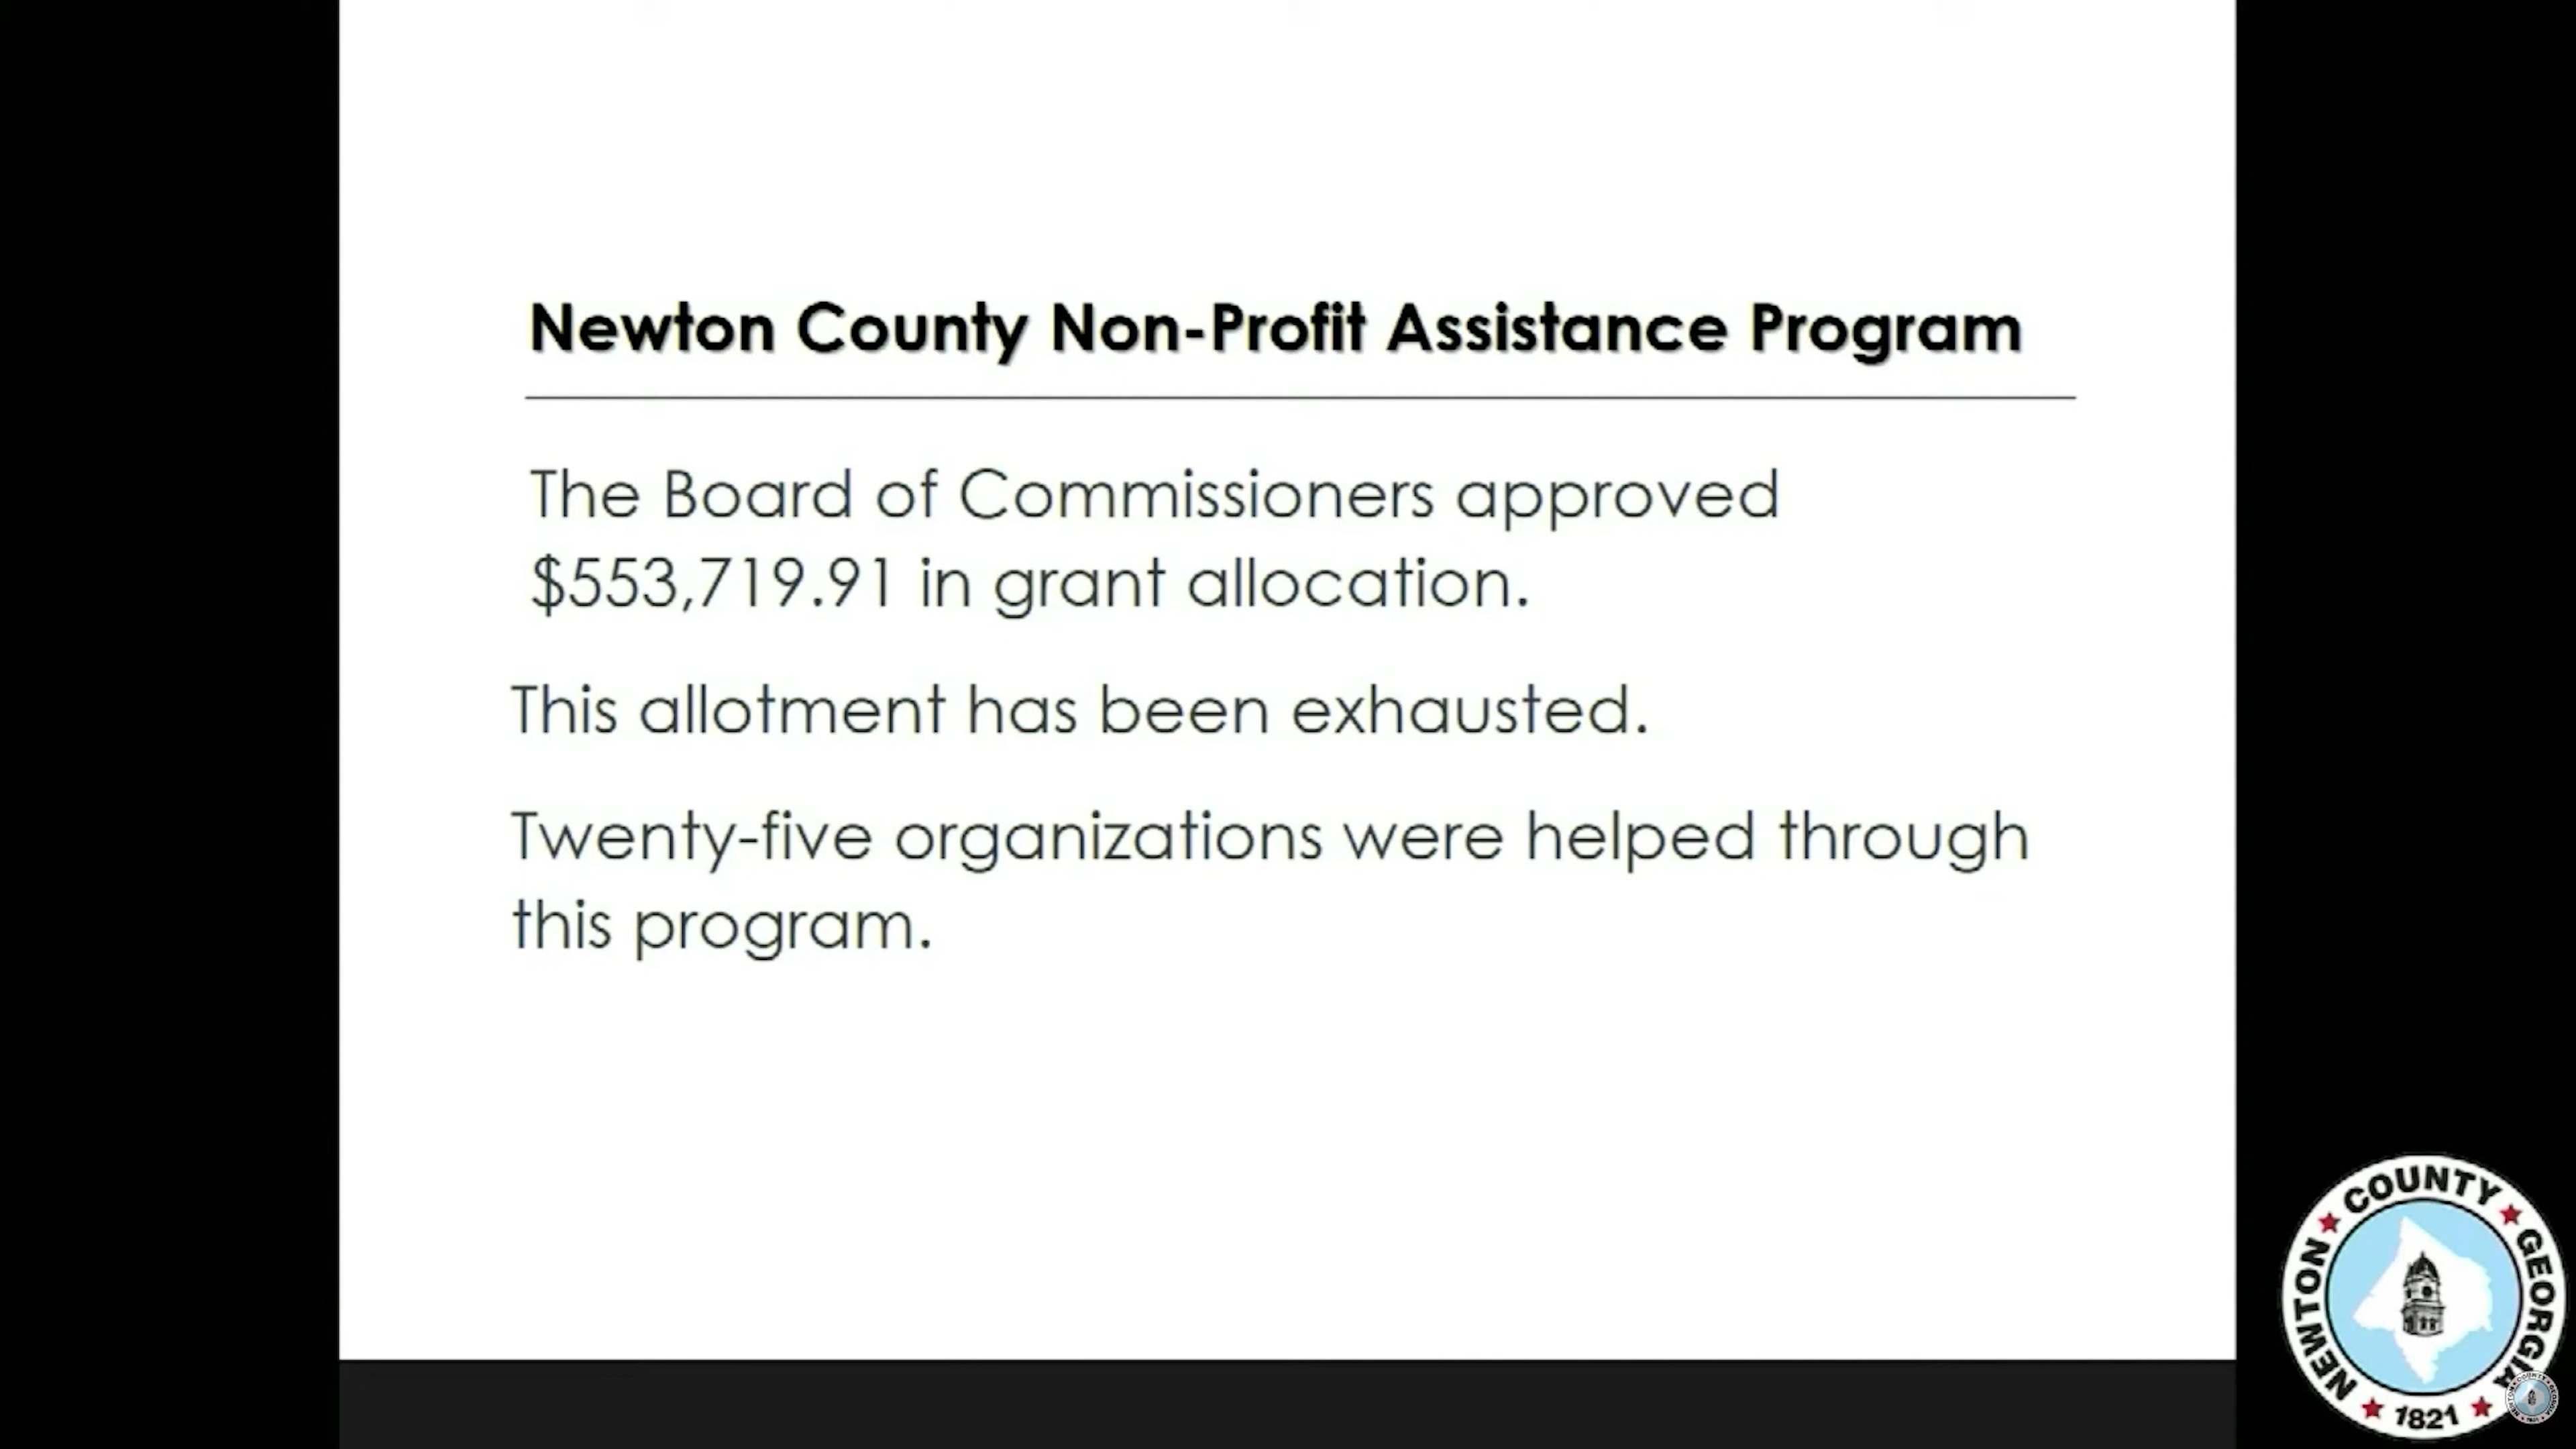 Newton County Non-Profit Assistance Program
The Board of Commissioners approved
$553,719.91 in grant allocation.
This allotment has been exhausted.
Twenty-five organizations were helped through
this program.
NEWTON ★ COUNTY ★ GEORGIA ★ 1821 ★